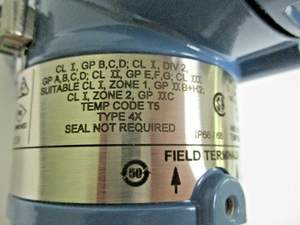 CL I, GP B,C,D; CL I, DIV 2,
GP A,B,C,D; CL II, GP E,F,G; CL III,
SUITABLE CL I, ZONE 1, GP IIB+H2;
CL I, ZONE 2, GP IIC
TEMP CODE T5
TYPE 4X
SEAL NOT REQUIRED
IP66
FIELD
50